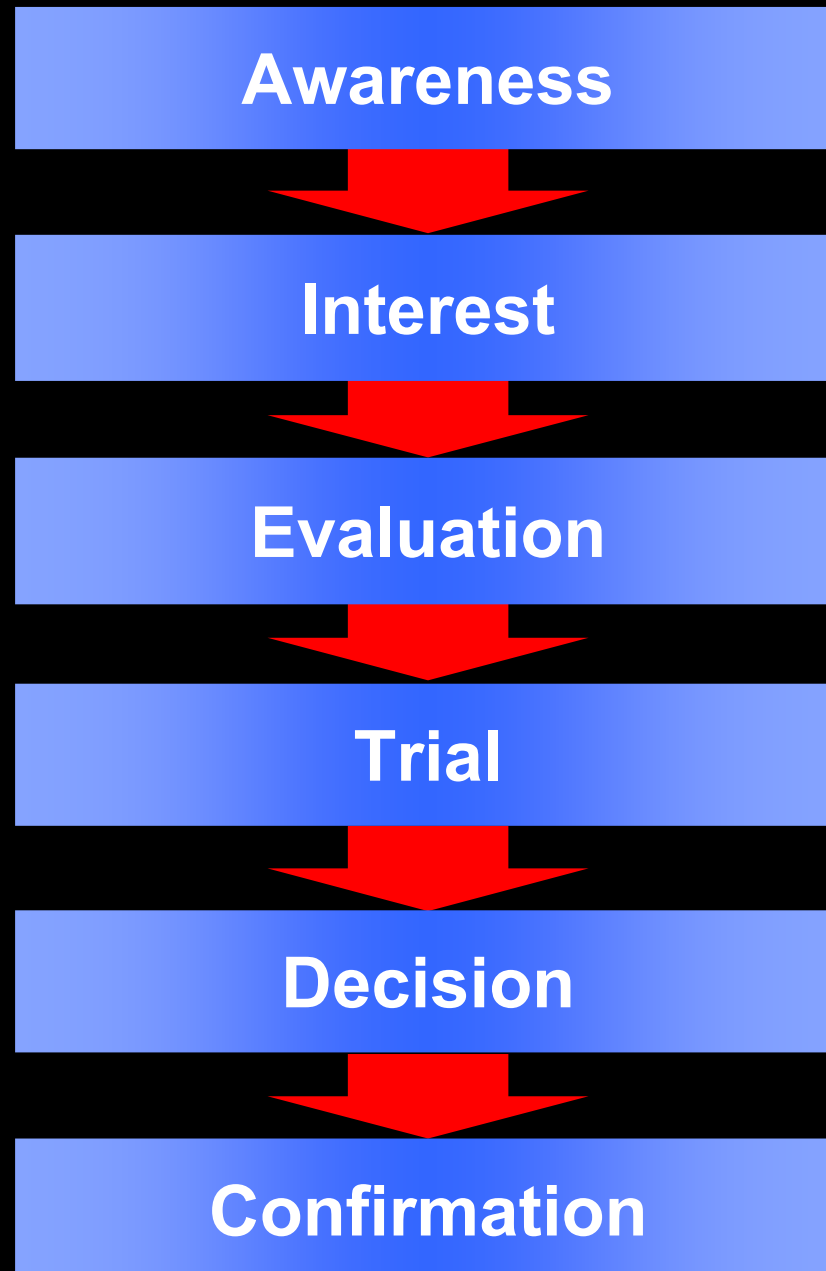 Awareness
Interest
Evaluation
Trial
Decision
Confirmation